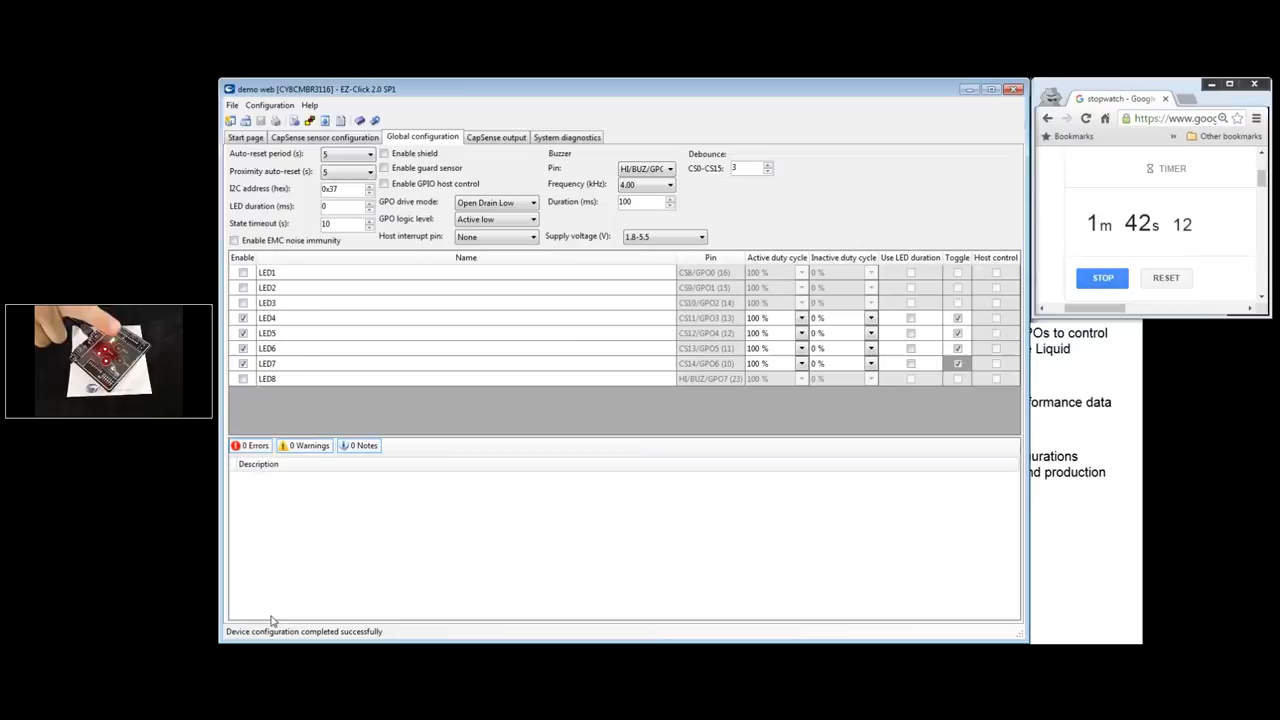 demo web [CY8CMBR3116] - EZ-Click 2.0 SP1
File Configuration Help
Start page CapSense sensor configuration Global configuration CapSense output System diagnostics
Auto-reset period (s): 5 Enable shield Buzzer Debounce:
Proximity auto-reset (s): 5 Enable guard sensor Pin: HI/BUZ/GPO CS0-CS15: 3
I2C address (hex): 0x37 Enable GPIO host control Frequency (kHz): 4.00
LED duration (ms): 0 GPO drive mode: Open Drain Low Duration (ms): 100
State timeout (s): 10 GPO logic level: Active low
Enable EMC noise immunity Host interrupt pin: None Supply voltage (V): 1.8-5.5
Enable Name Pin Active duty cycle Inactive duty cycle Use LED duration Toggle Host control
LED1 CS8/GPO0 (16) 100 % 0 %
LED2 CS9/GPO1 (15) 100 % 0 %
LED3 CS10/GPO2 (14) 100 % 0 %
LED4 CS11/GPO3 (13) 100 % 0 %
LED5 CS12/GPO4 (12) 100 % 0 %
LED6 CS13/GPO5 (11) 100 % 0 %
LED7 CS14/GPO6 (10) 100 % 0 %
LED8 HI/BUZ/GPO7 (23) 100 % 0 %
0 Errors 0 Warnings 0 Notes
Description
Device configuration completed successfully
stopwatch - Google
https://www.goog
Bookmarks » Other bookmarks
TIMER
1m 42s 12
STOP RESET
POs to control
Liquid
formance data
urations
nd production